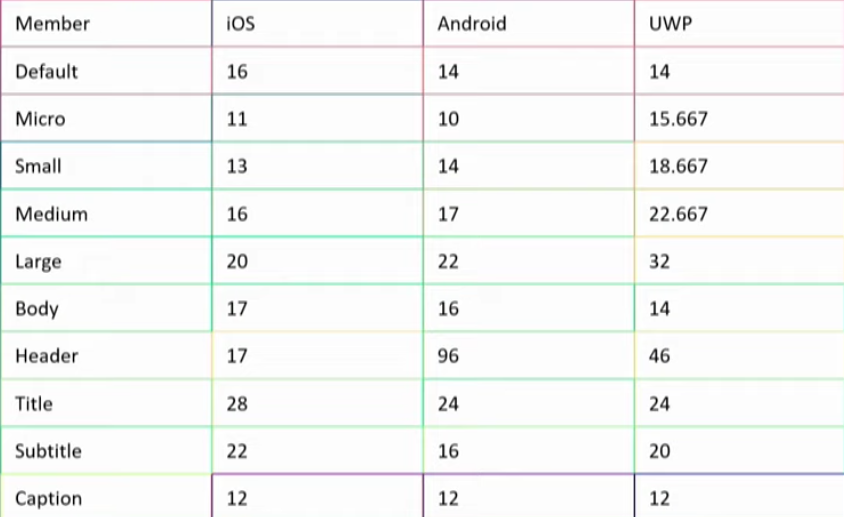 Member iOS Android UWP
Default 16 14 14
Micro 11 10 15.667
Small 13 14 18.667
Medium 16 17 22.667
Large 20 22 32
Body 17 16 14
Header 17 96 46
Title 28 24 24
Subtitle 22 16 20
Caption 12 12 12